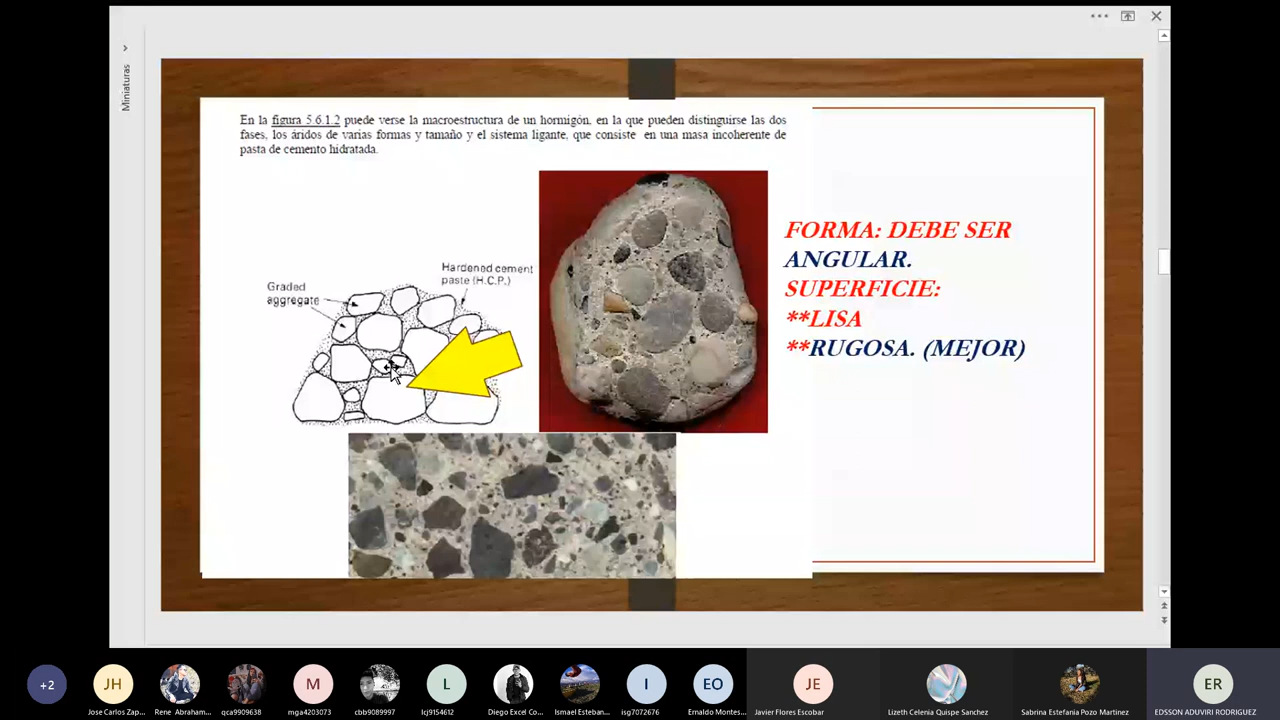 Miniaturas
En la figura 5.6.1.2 puede verse la macroestructura de un hormigón, en la que pueden distinguirse las dos
fases, los áridos de varias formas y tamaño y el sistema ligante, que consiste en una masa incoherente de
pasta de cemento hidratada.
Hardened cement
paste (H.C.P.)
Graded
aggregate
FORMA: DEBE SER
ANGULAR.
SUPERFICIE:
**LISA
**RUGOSA. (MEJOR)
+2
JH
M
L
I
EO
JE
ER
Jose Carlos Zap...
Rene Abraham...
qca9909638
mga4203073
cbb9089997
lcj9154612
Diego Excel Co...
Ismael Esteban...
isg7072676
Ernaldo Montes...
Javier Flores Escobar
Lizeth Celenia Quispe Sanchez
Sabrina Estefania Pozo Martinez
EDSSON ADUVIRI RODRIGUEZ